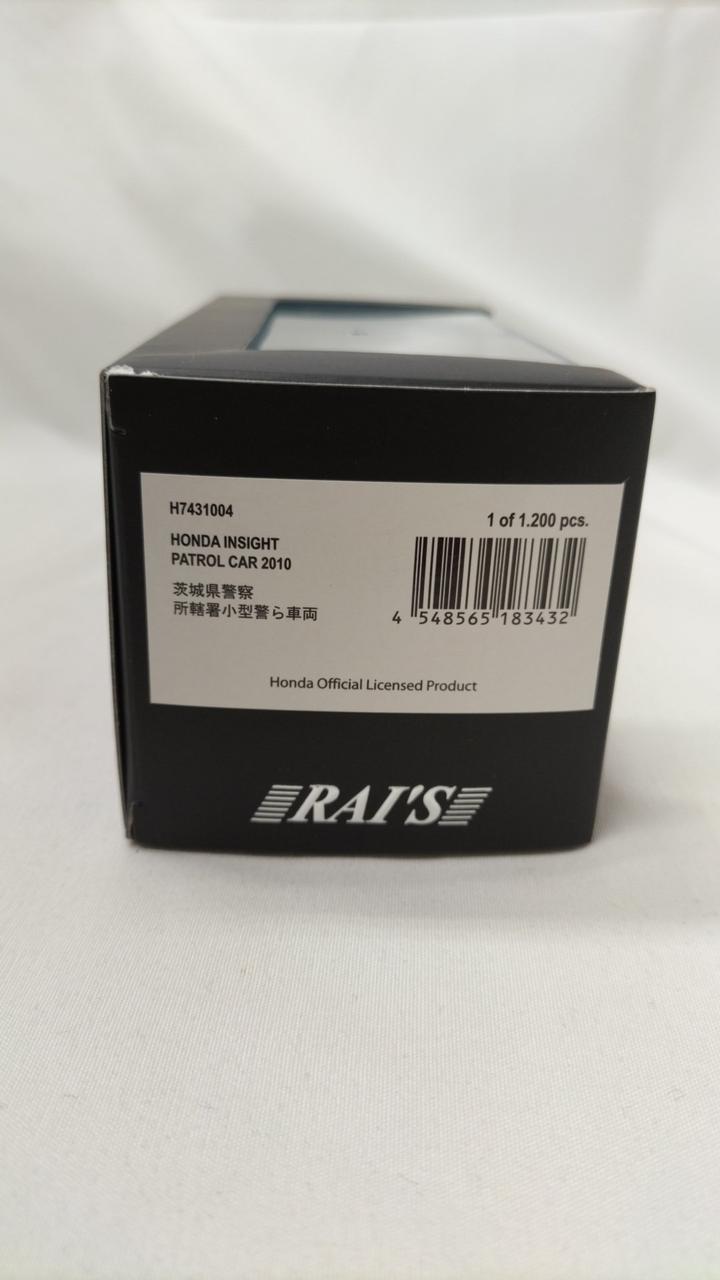 H7431004
1 of 1.200 pcs.
HONDA INSIGHT
PATROL CAR 2010
茨城県警察
所轄署小型警ら車両
4 548565 183432
Honda Official Licensed Product
RAI'S